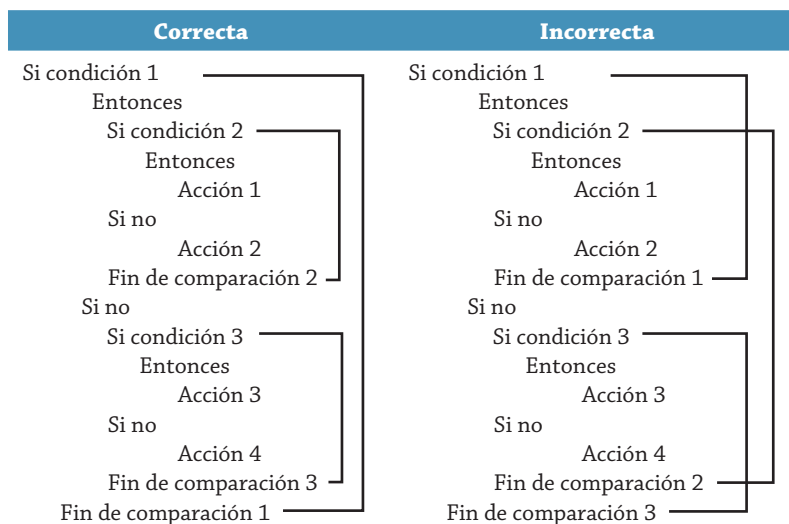 Correcta
Si condición 1
Entonces
Si condición 2
Entonces
Acción 1
Si no
Acción 2
Fin de comparación 2
Si no
Si condición 3
Entonces
Acción 3
Si no
Acción 4
Fin de comparación 3
Fin de comparación 1
Incorrecta
Si condición 1
Entonces
Si condición 2
Entonces
Acción 1
Si no
Acción 2
Fin de comparación 1
Si no
Si condición 3
Entonces
Acción 3
Si no
Acción 4
Fin de comparación 2
Fin de comparación 3